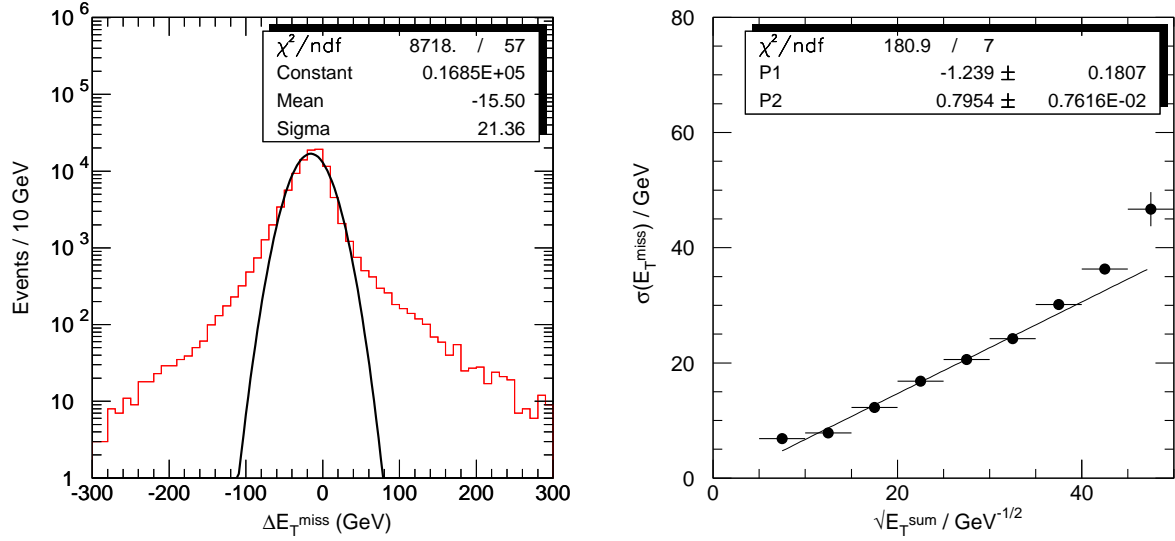 χ²/ndf 8718. / 57
Constant 0.1685E+05
Mean -15.50
Sigma 21.36
Events / 10 GeV
10⁶
10⁵
10⁴
10³
10²
10
1
-300 -200 -100 0 100 200 300
ΔE_T^miss (GeV)
χ²/ndf 180.9 / 7
P1 -1.239 ± 0.1807
P2 0.7954 ± 0.7616E-02
σ(E_T^miss) / GeV
80
60
40
20
0
0 20 40
√E_T^sum / GeV^-1/2